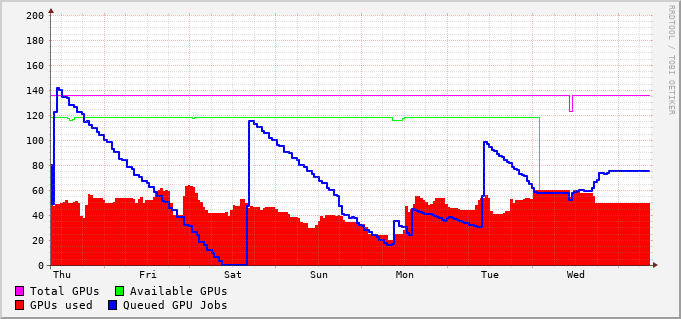 200
180
160
140
120
100
80
60
40
20
0
Thu Fri Sat Sun Mon Tue Wed
Total GPUs Available GPUs
GPUs used Queued GPU Jobs
RRDTOOL / TOBI OETIKER